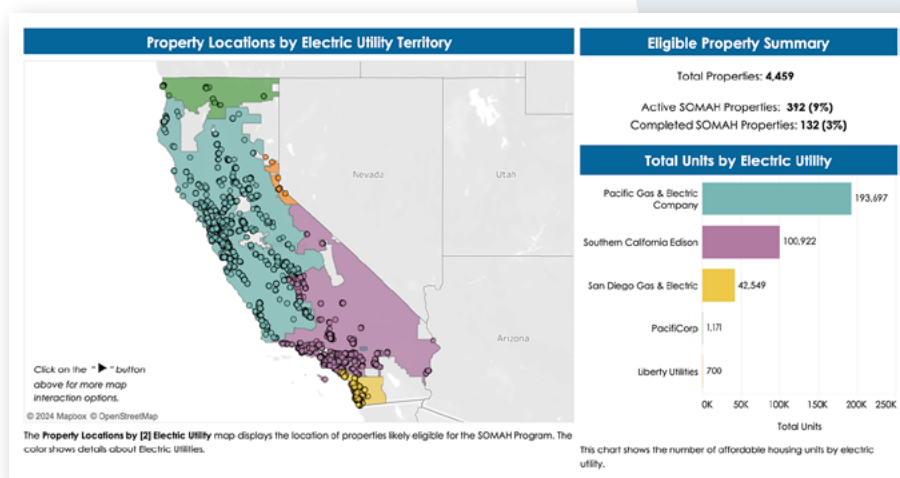 Property Locations by Electric Utility Territory
Nevada
Utah
Arizona
Click on the "▶" button
above for more map
interaction options.
© 2024 Mapbox © OpenStreetMap
The Property Locations by [2] Electric Utility map displays the location of properties likely eligible for the SOMAH Program. The
color shows details about Electric Utilities.
Eligible Property Summary
Total Properties: 4,459
Active SOMAH Properties: 392 (9%)
Completed SOMAH Properties: 132 (3%)
Total Units by Electric Utility
Pacific Gas & Electric
Company
193,697
Southern California Edison
100,922
San Diego Gas & Electric
42,549
PacifiCorp
1,171
Liberty Utilities
700
0K 50K 100K 150K 200K 250K
Total Units
This chart shows the number of affordable housing units by electric
utility.